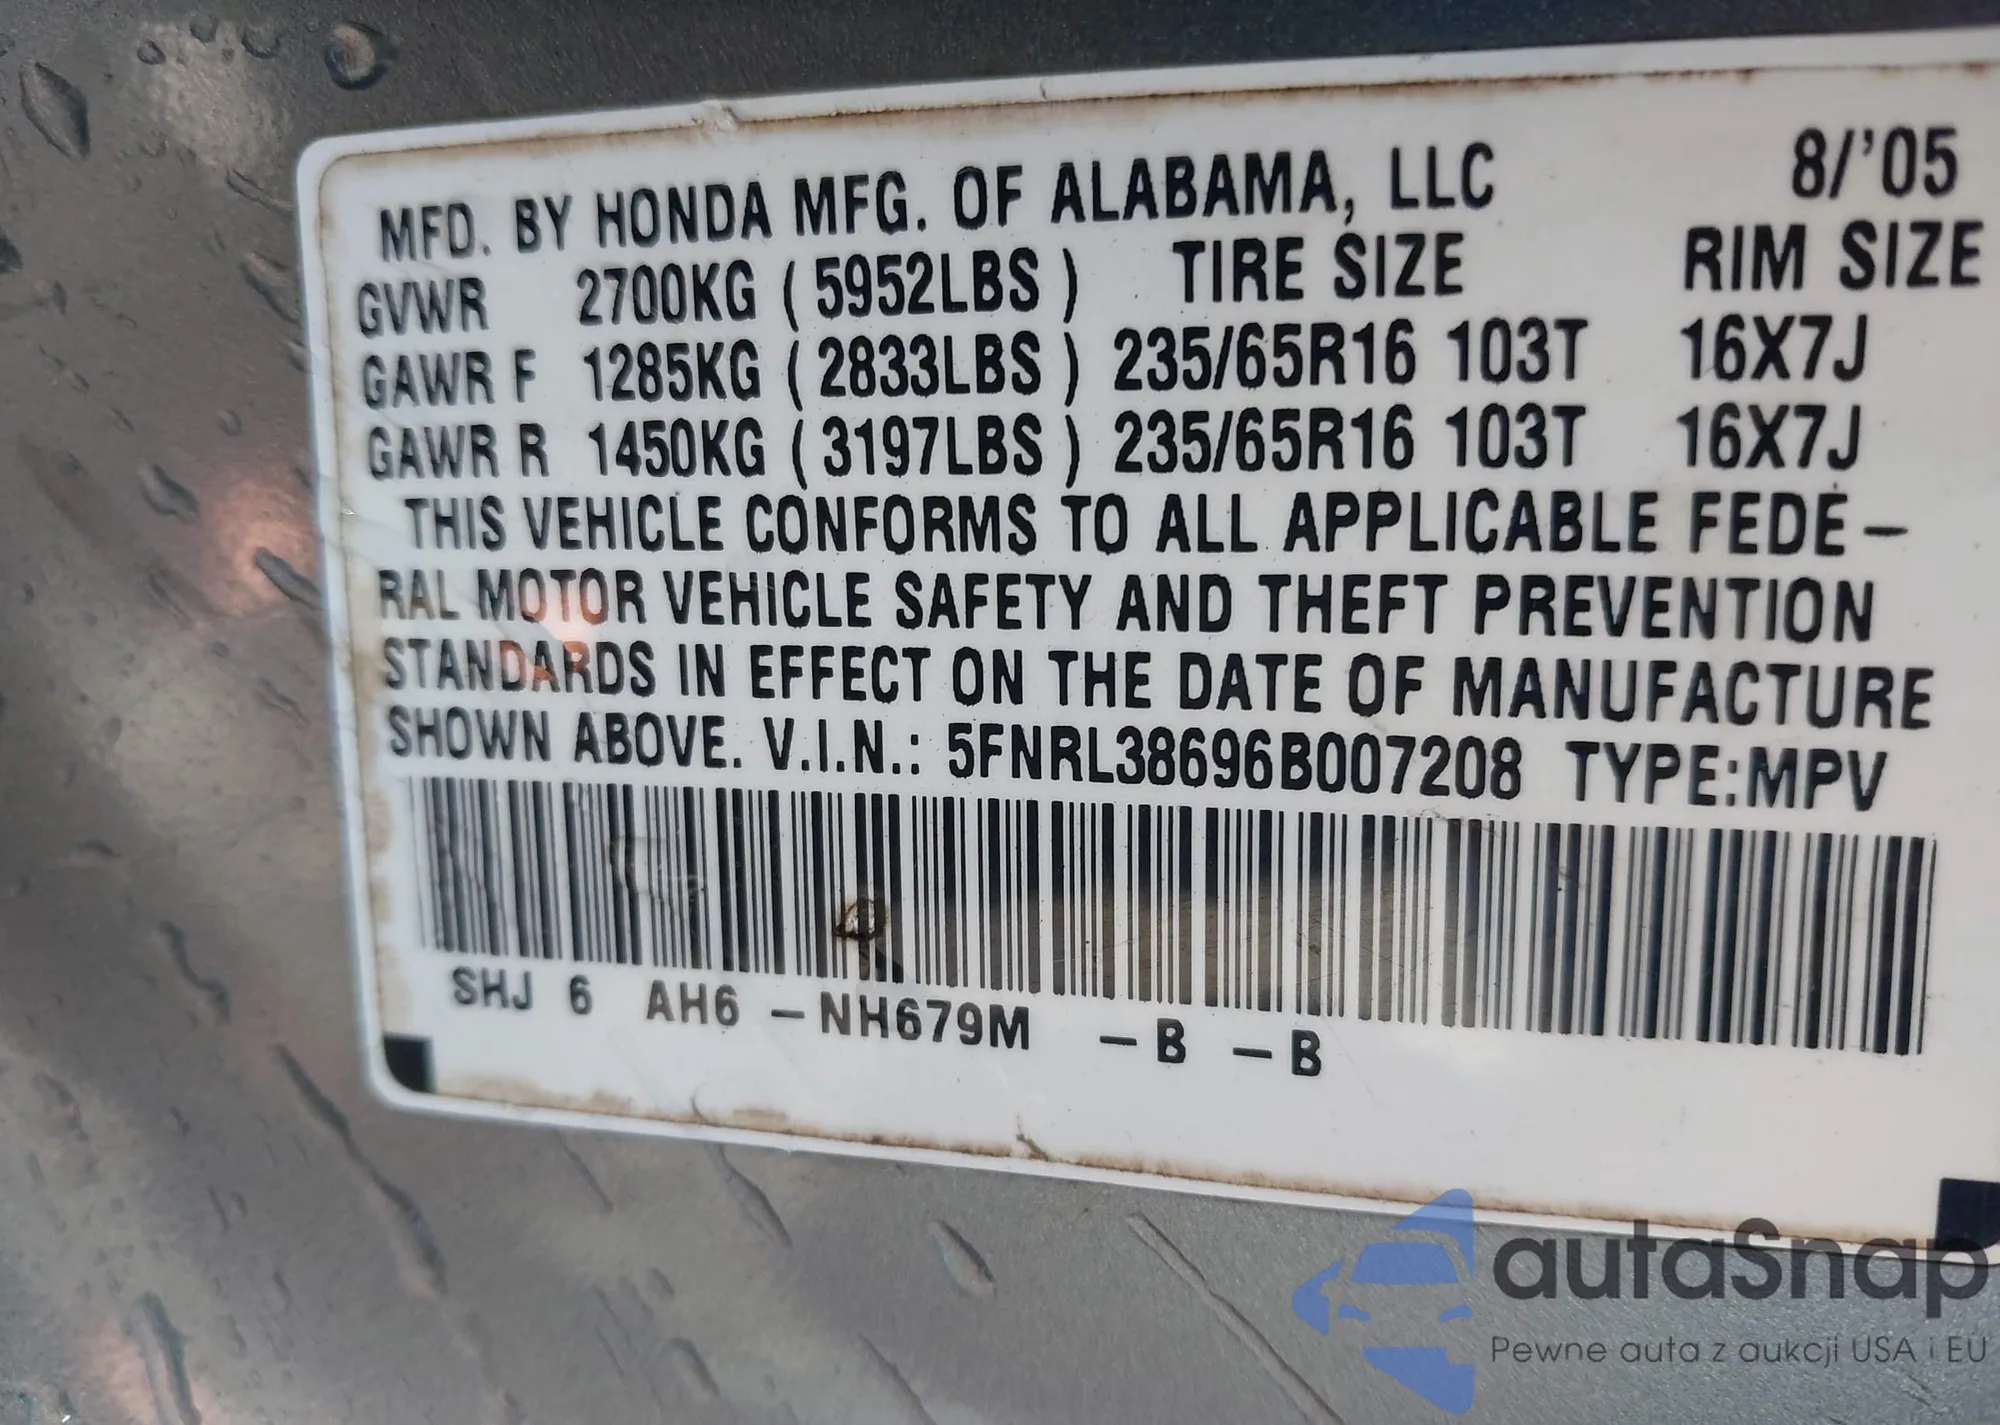 MFD. BY HONDA MFG. OF ALABAMA, LLC 8/'05
GVWR 2700KG ( 5952LBS ) TIRE SIZE RIM SIZE
GAWR F 1285KG ( 2833LBS ) 235/65R16 103T 16X7J
GAWR R 1450KG ( 3197LBS ) 235/65R16 103T 16X7J
THIS VEHICLE CONFORMS TO ALL APPLICABLE FEDE–
RAL MOTOR VEHICLE SAFETY AND THEFT PREVENTION
STANDARDS IN EFFECT ON THE DATE OF MANUFACTURE
SHOWN ABOVE. V.I.N.: 5FNRL38696B007208 TYPE:MPV
SHJ 6 AH6 –NH679M –B –B
autaSnap
Pewne auta z aukcji USA i EU